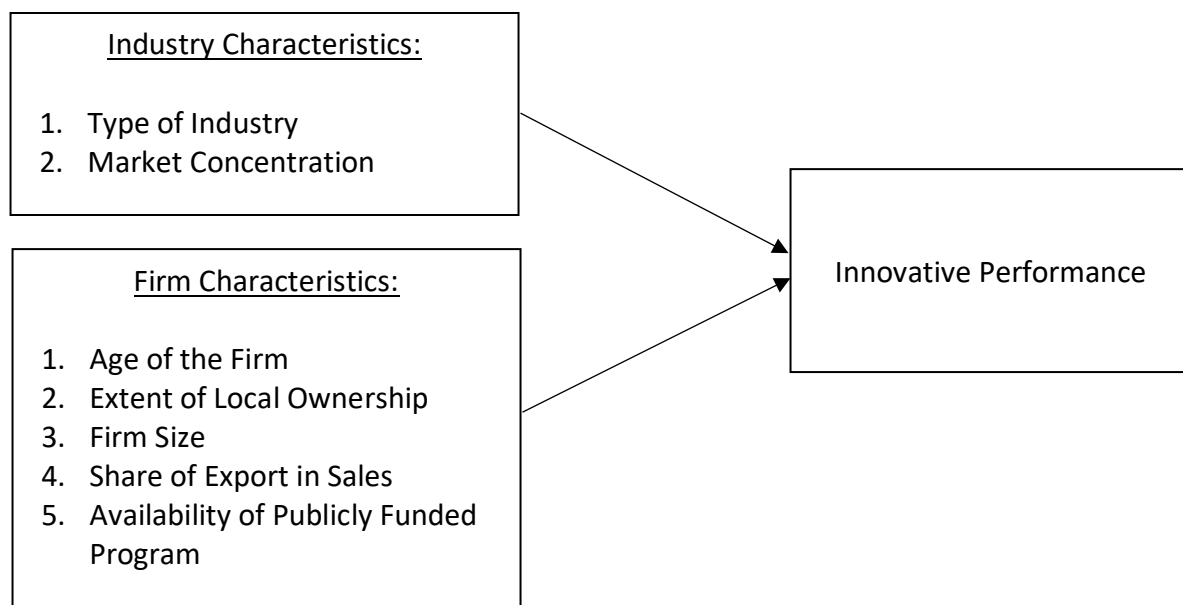 Industry Characteristics:
1. Type of Industry
2. Market Concentration
Firm Characteristics:
1. Age of the Firm
2. Extent of Local Ownership
3. Firm Size
4. Share of Export in Sales
5. Availability of Publicly Funded
Program
Innovative Performance